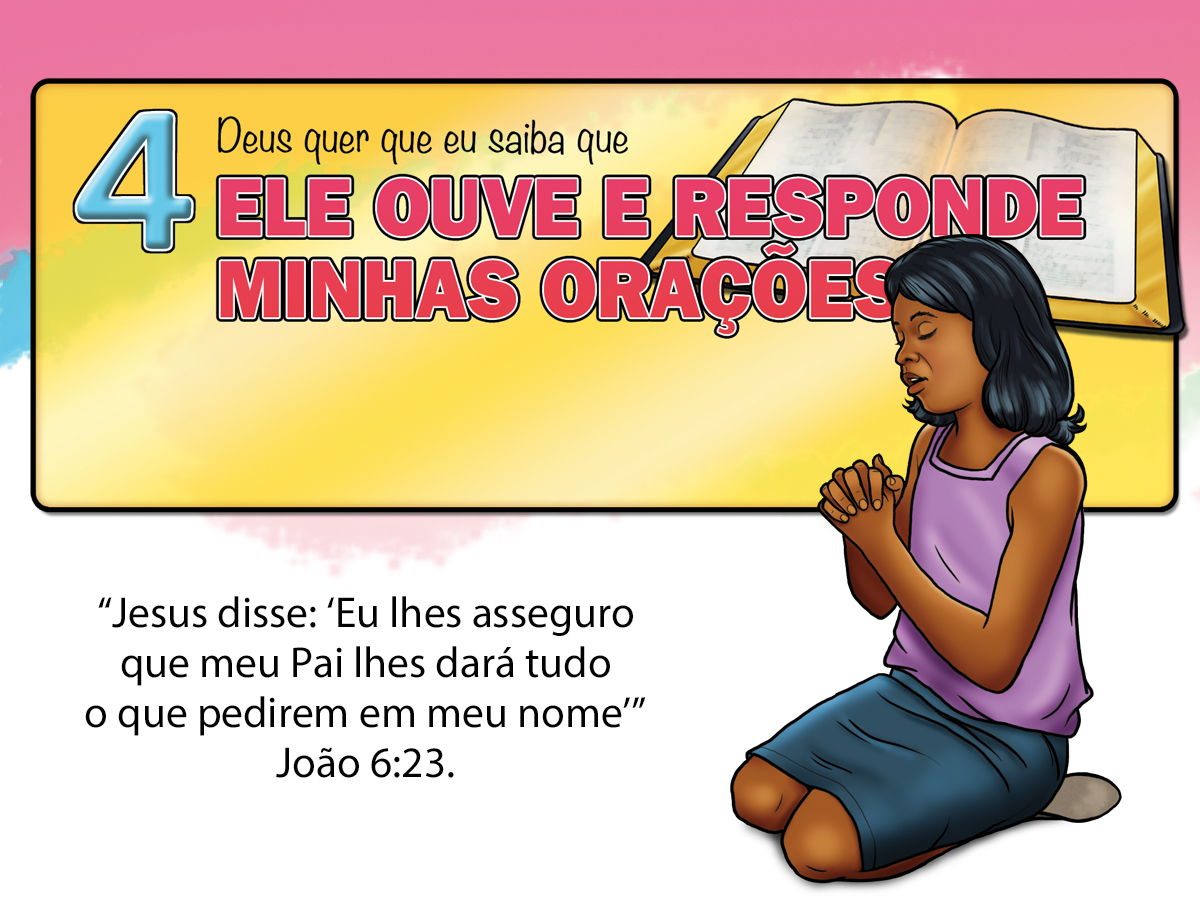 4
Deus quer que eu saiba que
ELE OUVE E RESPONDE
MINHAS ORAÇÕES
“Jesus disse: ‘Eu lhes asseguro
que meu Pai lhes dará tudo
o que pedirem em meu nome’”
João 6:23.